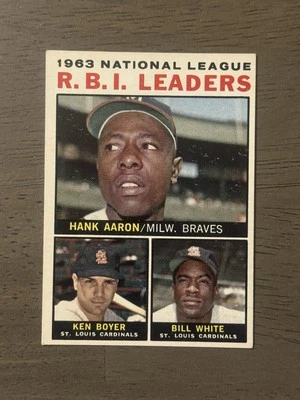 1963 NATIONAL LEAGUE
R.B.I. LEADERS
HANK AARON/MILW. BRAVES
KEN BOYER
ST. LOUIS CARDINALS
BILL WHITE
ST. LOUIS CARDINALS